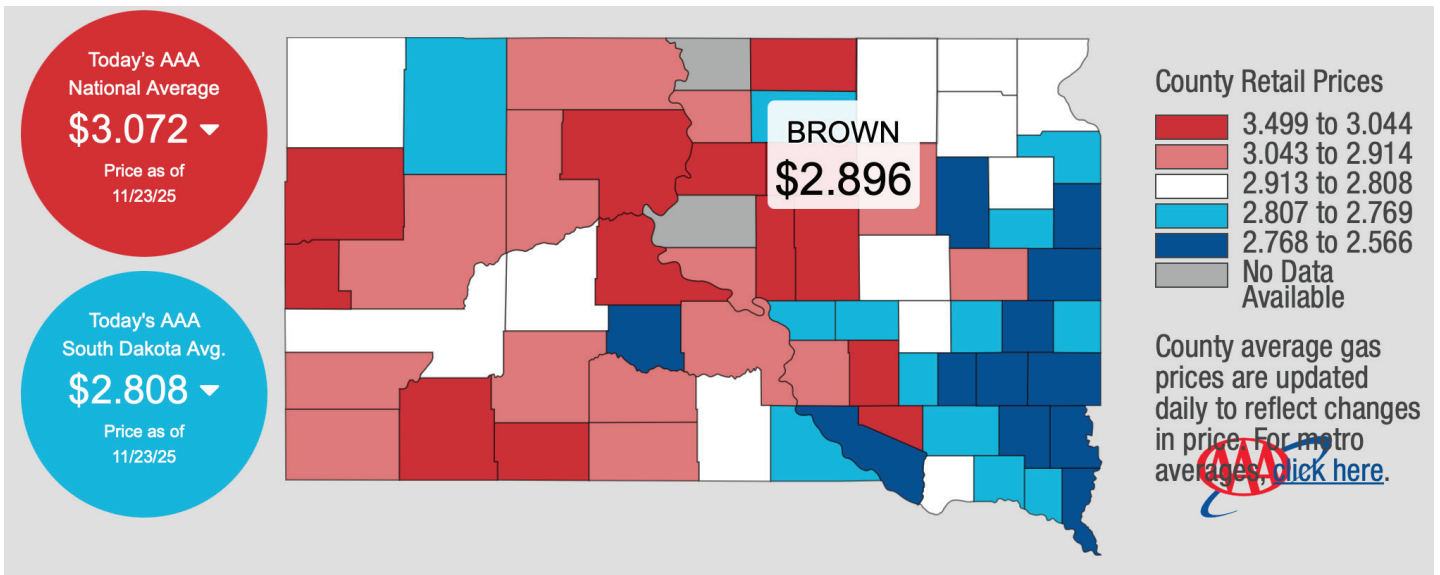 Today's AAA
National Average
$3.072
Price as of
11/23/25
Today's AAA
South Dakota Avg.
$2.808
Price as of
11/23/25
BROWN
$2.896
County Retail Prices
3.499 to 3.044
3.043 to 2.914
2.913 to 2.808
2.807 to 2.769
2.768 to 2.566
No Data
Available
County average gas
prices are updated
daily to reflect changes
in price. For metro
averages, click here.
AAA